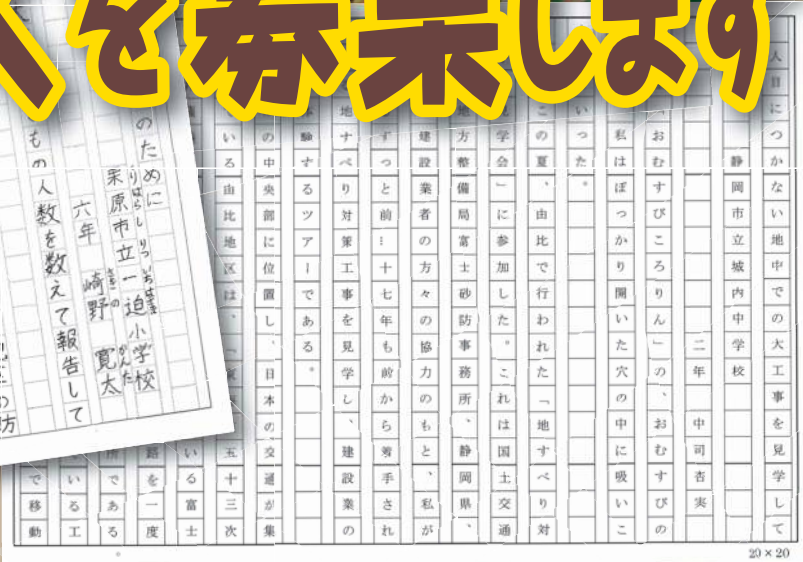 を募集します
人目につかない地中での大工事を見学して
静岡市立城内中学校
二年 中司杏実
「おむすびころりん」の、おむすびの
私はぽっかり開いた穴の中に吸いこ
いった。
この夏、由比で行われた「地すべり対
学会」に参加した。これは国土交通
地方整備局富士砂防事務所、静岡県、
建設業者の方々の協力のもと、私が
ずっと前…十七年も前から着手され
地すべり対策工事を見学し、建設業の
験するツアーである。
の中央部に位置し、日本の交通が集
いる由比地区は、「
五十三次
いる富士
路を一度
所である
いる工
で移動
20×20
のために
栗原市立一迫小学校
六年 崎野 寛太
もの人数を数えて報告して
の方